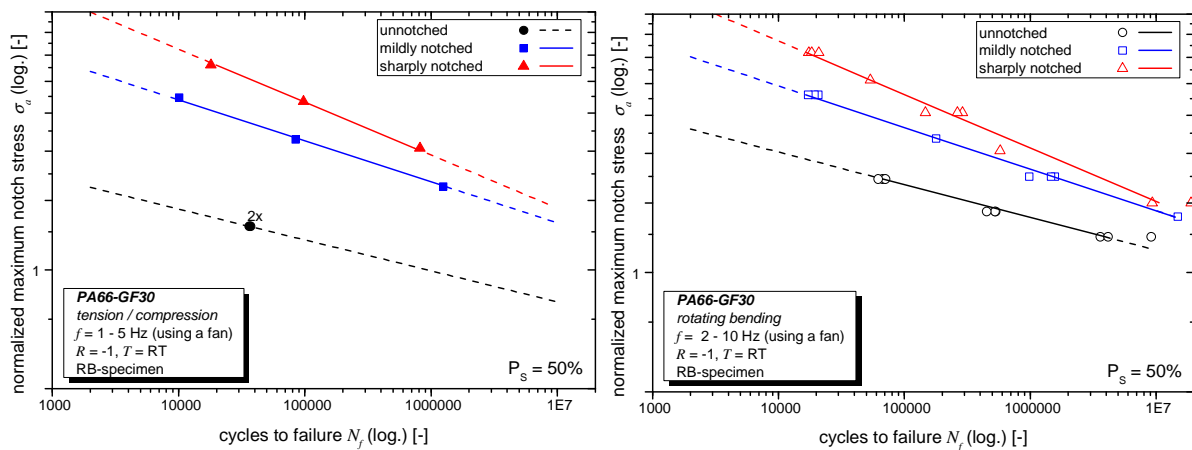 normalized maximum notch stress σa (log.) [-]
unnotched
mildly notched
sharply notched
2x
1
PA66-GF30
tension / compression
f = 1 - 5 Hz (using a fan)
R = -1, T = RT
RB-specimen
PS = 50%
1000 10000 100000 1000000 1E7
cycles to failure Nf (log.) [-]
normalized maximum notch stress σa (log.) [-]
unnotched
mildly notched
sharply notched
1
PA66-GF30
rotating bending
f = 2 - 10 Hz (using a fan)
R = -1, T = RT
RB-specimen
PS = 50%
1000 10000 100000 1000000 1E7
cycles to failure Nf (log.) [-]